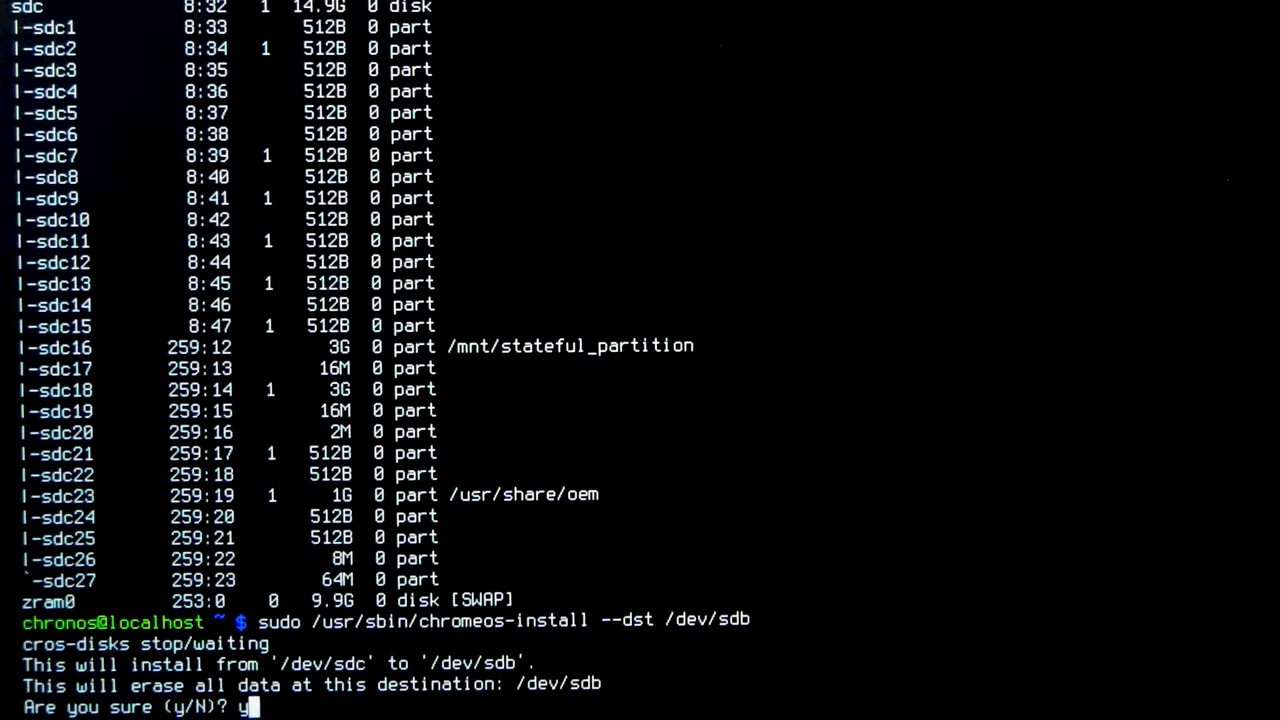 sdc 8:32 1 14.9G 0 disk
|-sdc1 8:33 512B 0 part
|-sdc2 8:34 1 512B 0 part
|-sdc3 8:35 512B 0 part
|-sdc4 8:36 512B 0 part
|-sdc5 8:37 512B 0 part
|-sdc6 8:38 512B 0 part
|-sdc7 8:39 1 512B 0 part
|-sdc8 8:40 512B 0 part
|-sdc9 8:41 1 512B 0 part
|-sdc10 8:42 512B 0 part
|-sdc11 8:43 1 512B 0 part
|-sdc12 8:44 512B 0 part
|-sdc13 8:45 1 512B 0 part
|-sdc14 8:46 512B 0 part
|-sdc15 8:47 1 512B 0 part
|-sdc16 259:12 3G 0 part /mnt/stateful_partition
|-sdc17 259:13 16M 0 part
|-sdc18 259:14 1 3G 0 part
|-sdc19 259:15 16M 0 part
|-sdc20 259:16 2M 0 part
|-sdc21 259:17 1 512B 0 part
|-sdc22 259:18 512B 0 part
|-sdc23 259:19 1 1G 0 part /usr/share/oem
|-sdc24 259:20 512B 0 part
|-sdc25 259:21 512B 0 part
|-sdc26 259:22 8M 0 part
`-sdc27 259:23 64M 0 part
zram0 253:0 0 9.9G 0 disk [SWAP]
chronos@localhost ~ $ sudo /usr/sbin/chromeos-install --dst /dev/sdb
cros-disks stop/waiting
This will install from '/dev/sdc' to '/dev/sdb'.
This will erase all data at this destination: /dev/sdb
Are you sure (y/N)? y